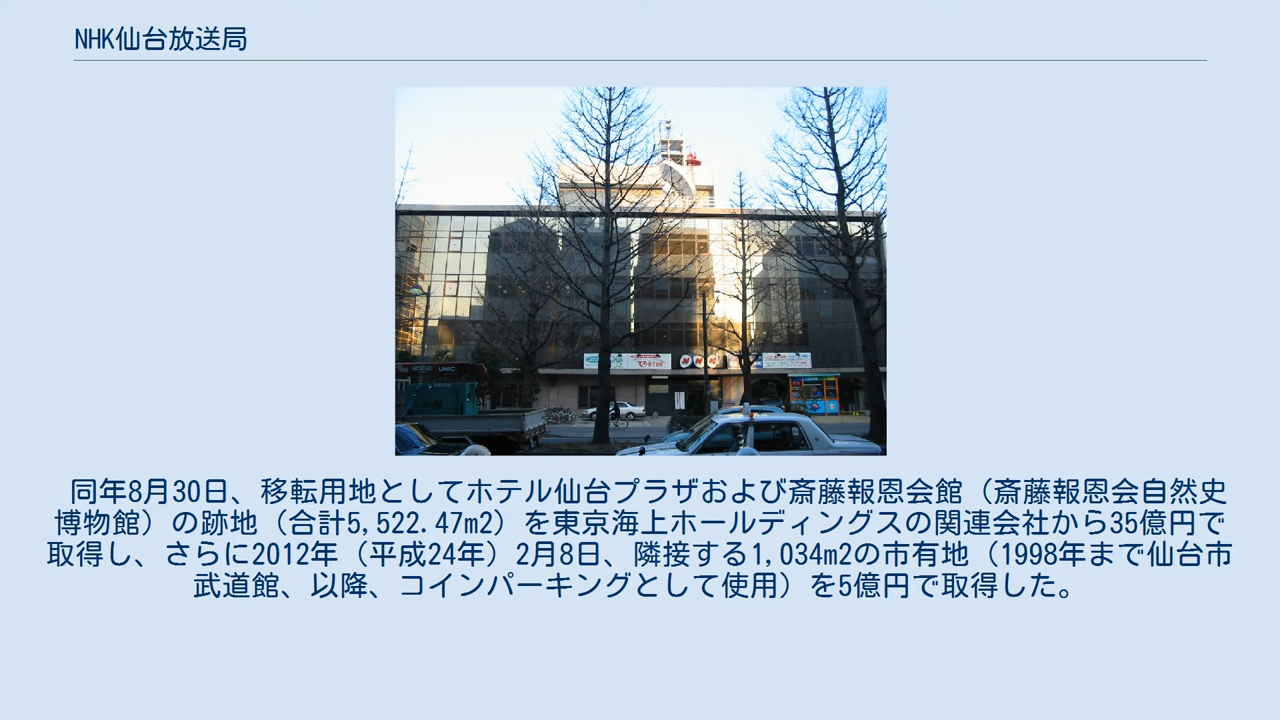 NHK仙台放送局
NHK
同年8月30日、移転用地としてホテル仙台プラザおよび斎藤報恩会館（斎藤報恩会自然史
博物館）の跡地（合計5,522.47m2）を東京海上ホールディングスの関連会社から35億円で
取得し、さらに2012年（平成24年）2月8日、隣接する1,034m2の市有地（1998年まで仙台市
武道館、以降、コインパーキングとして使用）を5億円で取得した。